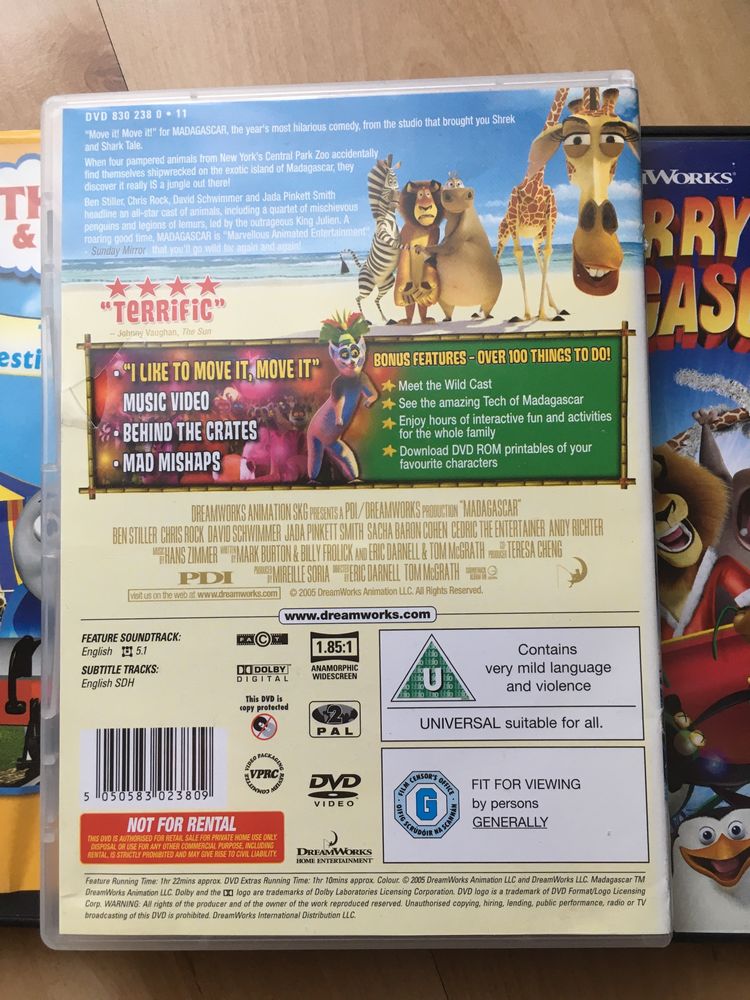 DVD 830 238 0 • 11
"Move it! Move it!" for MADAGASCAR, the year's most hilarious comedy, from the studio that brought you Shrek
and Shark Tale.
When four pampered animals from New York's Central Park Zoo accidentally
find themselves shipwrecked on the exotic island of Madagascar, they
discover it really IS a jungle out there!
Ben Stiller, Chris Rock, David Schwimmer and Jada Pinkett Smith
headline an all-star cast of animals, including a quartet of mischievous
penguins and legions of lemurs, led by the outrageous King Julien. A
roaring good time, MADAGASCAR is "Marvellous Animated Entertainment"
- Sunday Mirror that you'll go wild for again and again!
"TERRIFIC"
– Johnny Vaughan, The Sun
• "I LIKE TO MOVE IT, MOVE IT"
MUSIC VIDEO
• BEHIND THE CRATES
• MAD MISHAPS
BONUS FEATURES - OVER 100 THINGS TO DO!
Meet the Wild Cast
See the amazing Tech of Madagascar
Enjoy hours of interactive fun and activities
for the whole family
Download DVD ROM printables of your
favourite characters
DREAMWORKS ANIMATION SKG PRESENTS A PDI/DREAMWORKS PRODUCTION "MADAGASCAR"
BEN STILLER CHRIS ROCK DAVID SCHWIMMER JADA PINKETT SMITH SACHA BARON COHEN CEDRIC THE ENTERTAINER ANDY RICHTER
MUSIC BY HANS ZIMMER WRITTEN BY MARK BURTON & BILLY FROLICK AND ERIC DARNELL & TOM McGRATH CO-PRODUCER TERESA CHENG
PDI PRODUCED BY MIREILLE SORIA DIRECTED BY ERIC DARNELL TOM McGRATH SOUNDTRACK ALBUM ON
visit us on the web at www.dreamworks.com © 2005 DreamWorks Animation LLC. All Rights Reserved.
www.dreamworks.com
FEATURE SOUNDTRACK:
English 5.1
SUBTITLE TRACKS:
English SDH
FACT
DOLBY
DIGITAL
This DVD is
copy protected
1.85:1
ANAMORPHIC
WIDESCREEN
2
PAL
VIDEO PACKAGING REVIEW COMMITTEE
VPRC
DVD
VIDEO
DREAMWORKS
HOME ENTERTAINMENT
U
Contains
very mild language
and violence
UNIVERSAL suitable for all.
FILM CENSOR'S OFFICE
G
OIFIG SCRÚDÓIR NA SCANNÁN
FIT FOR VIEWING
by persons
GENERALLY
5 050583 023809
NOT FOR RENTAL
THIS DVD IS AUTHORISED FOR RETAIL SALE FOR PRIVATE HOME USE ONLY.
DISPOSAL OR USE FOR ANY OTHER COMMERCIAL PURPOSE, INCLUDING
RENTAL, IS STRICTLY PROHIBITED AND MAY GIVE RISE TO CIVIL LIABILITY.
Feature Running Time: 1hr 22mins approx. DVD Extras Running Time: 1hr 10mins approx. Colour. © 2005 DreamWorks Animation LLC and DreamWorks LLC. Madagascar TM
DreamWorks Animation LLC. Dolby and the logo are trademarks of Dolby Laboratories Licensing Corporation. DVD logo is a trademark of DVD Format/Logo Licensing
Corp. WARNING: All rights of the producer and of the owner of the work reproduced reserved. Unauthorised copying, hiring, lending, public performance, radio or TV
broadcasting of this DVD is prohibited. DreamWorks International Distribution LLC.
TH
&
esti
WORKS
RRY
GASC